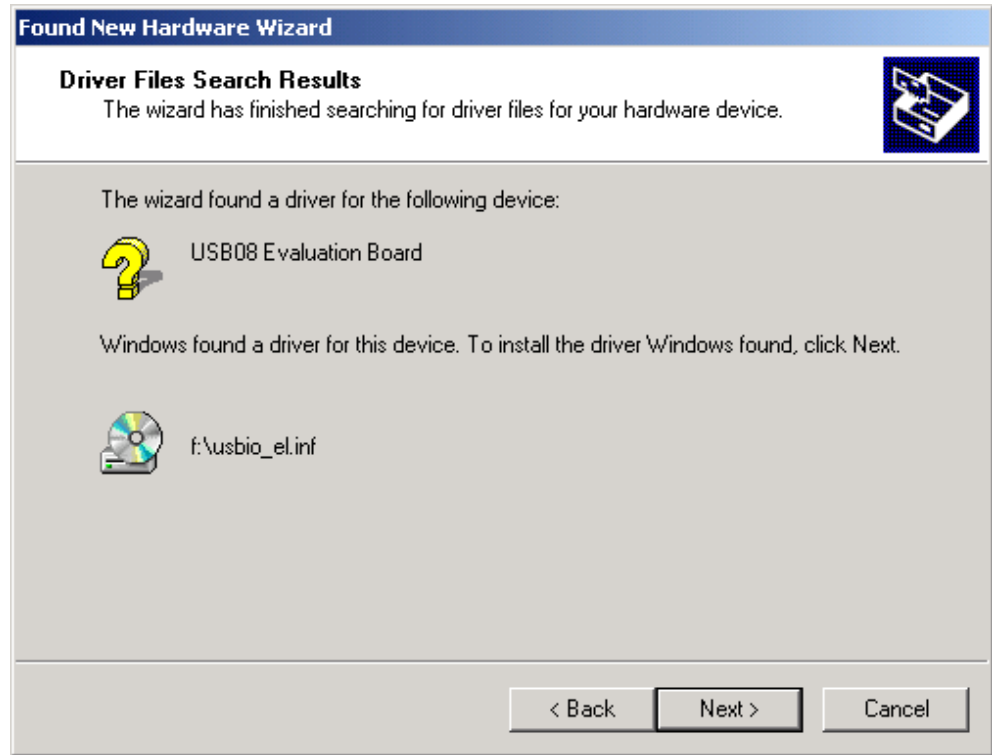 Found New Hardware Wizard
Driver Files Search Results
The wizard has finished searching for driver files for your hardware device.
The wizard found a driver for the following device:
USB08 Evaluation Board
Windows found a driver for this device. To install the driver Windows found, click Next.
f:\usbio_el.inf
< Back
Next >
Cancel